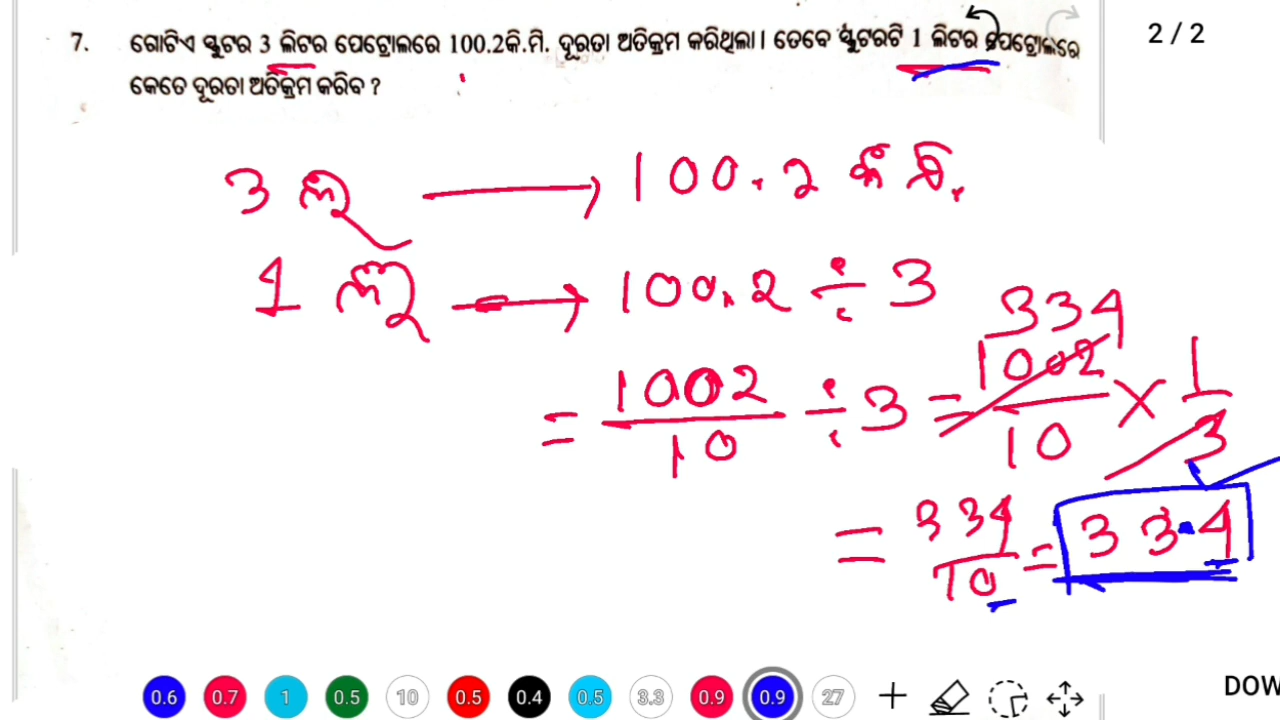 7. ଗୋଟିଏ ସ୍କୁଟର 3 ଲିଟର ପେଟ୍ରୋଲରେ 100.2କି.ମି. ଦୂରତା ଅତିକ୍ରମ କରିଥିଲା। ତେବେ ସ୍କୁଟରଟି 1 ଲିଟର ପେଟ୍ରୋଲରେ
2 / 2
କେତେ ଦୂରତା ଅତିକ୍ରମ କରିବ ?
3 ଲି → 100.2 କି ମି.
1 ଲି → 100.2 ÷ 3
= 1002/10 ÷ 3 = 1002/10 × 1/3
334
= 334/10 = 33.4
0.6 0.7 1 0.5 10 0.5 0.4 0.5 3.3 0.9 0.9 27
DOW